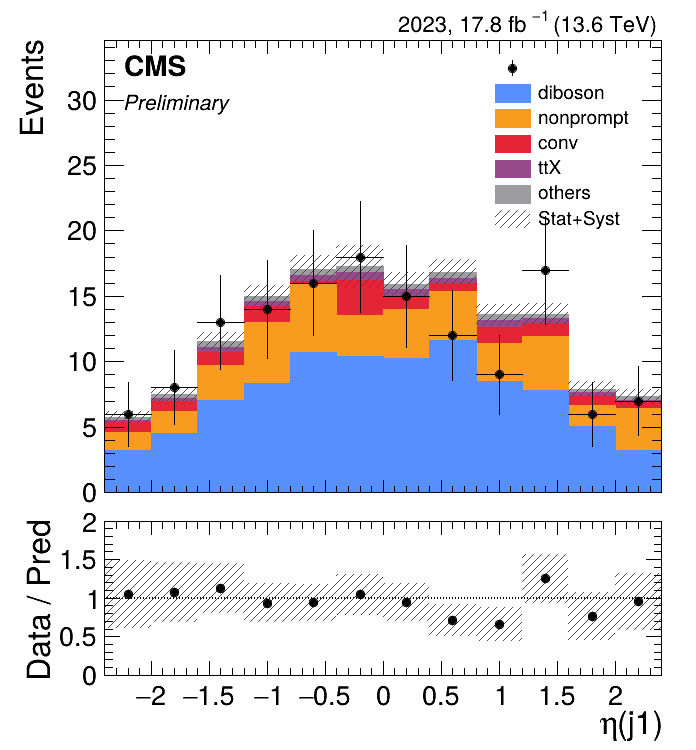 2023, 17.8 fb⁻¹ (13.6 TeV)
CMS
Preliminary
Events
30
25
20
15
10
5
0
diboson
nonprompt
conv
ttX
others
Stat+Syst
Data / Pred
2
1.5
1
0.5
0
−2 −1.5 −1 −0.5 0 0.5 1 1.5 2
η(j1)